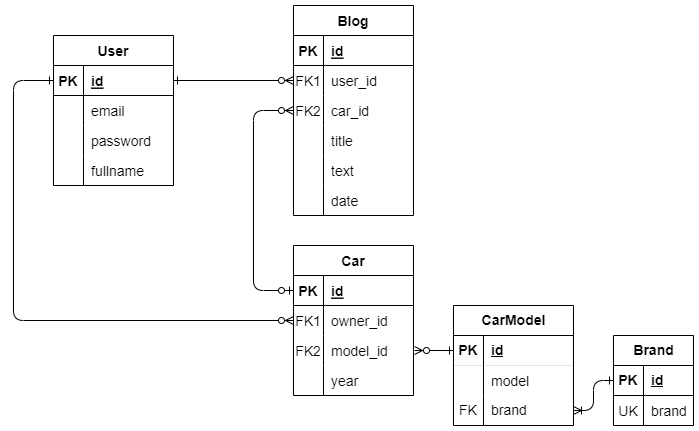 Blog
PK id
FK1 user_id
FK2 car_id
title
text
date
User
PK id
email
password
fullname
Car
PK id
FK1 owner_id
FK2 model_id
year
CarModel
PK id
model
FK brand
Brand
PK id
UK brand